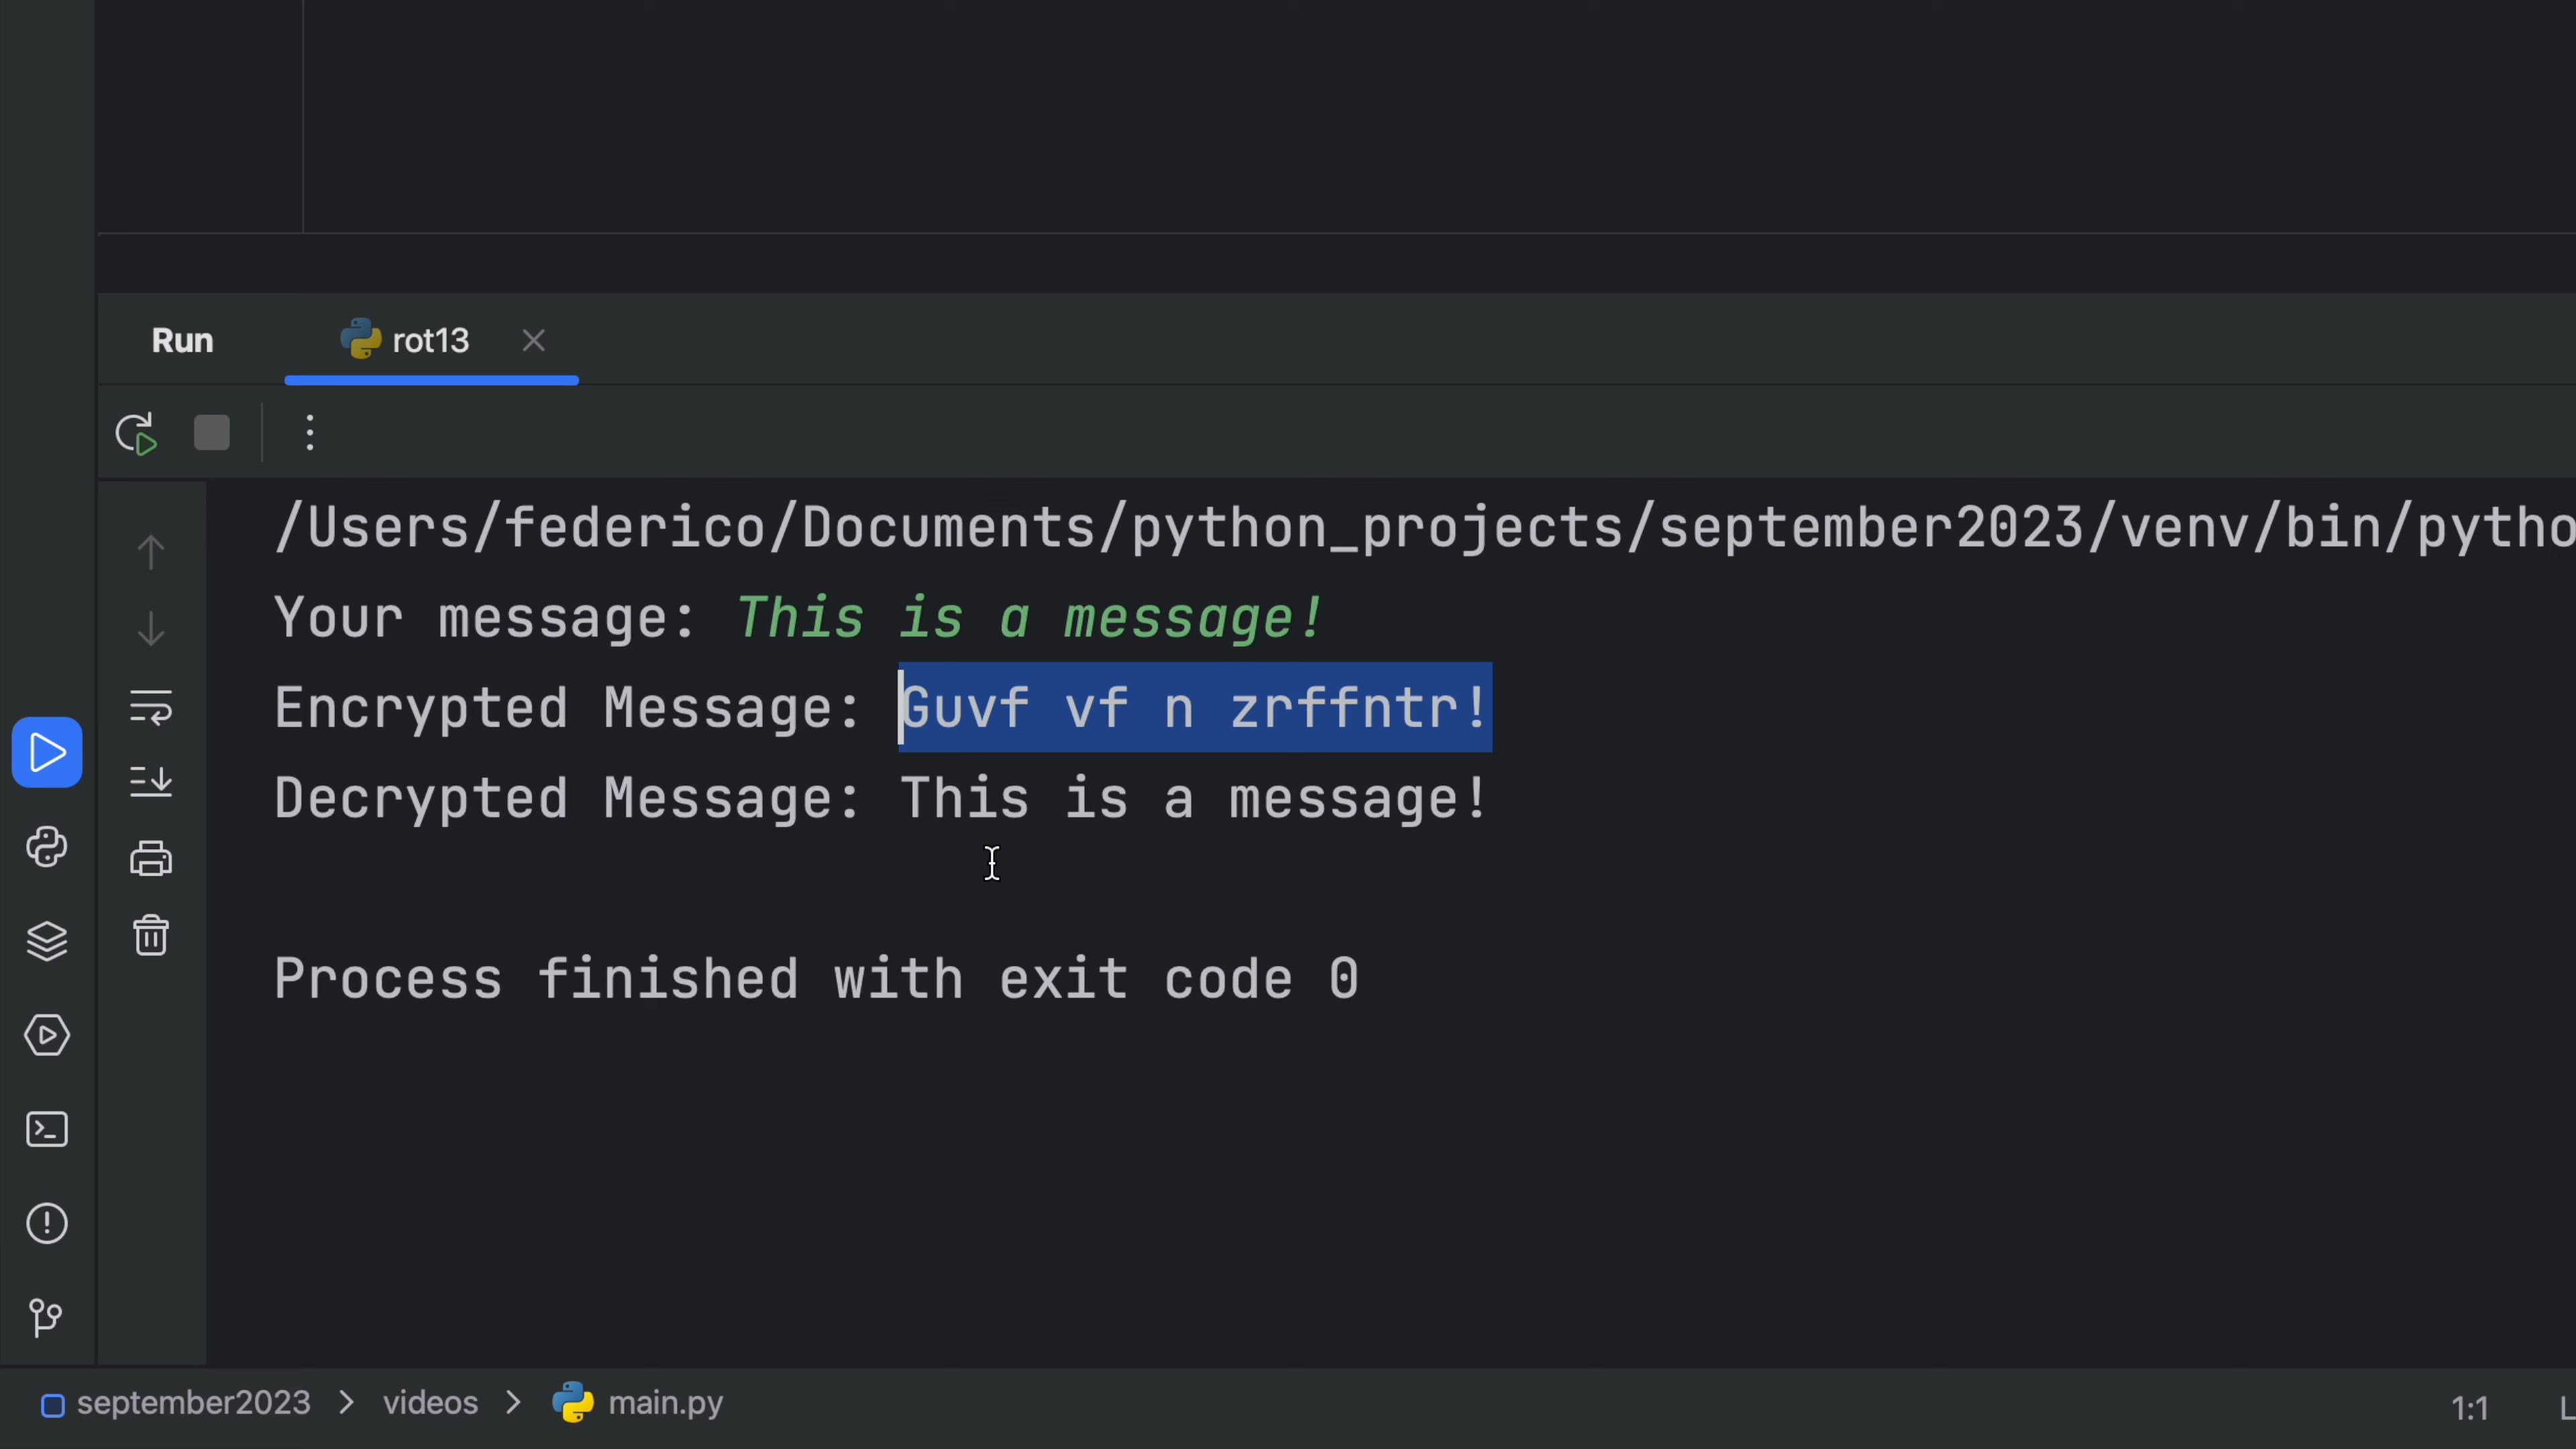 Run rot13
/Users/federico/Documents/python_projects/september2023/venv/bin/pytho
Your message: This is a message!
Encrypted Message: Guvf vf n zrffntr!
Decrypted Message: This is a message!
Process finished with exit code 0
september2023 > videos > main.py 1:1 L